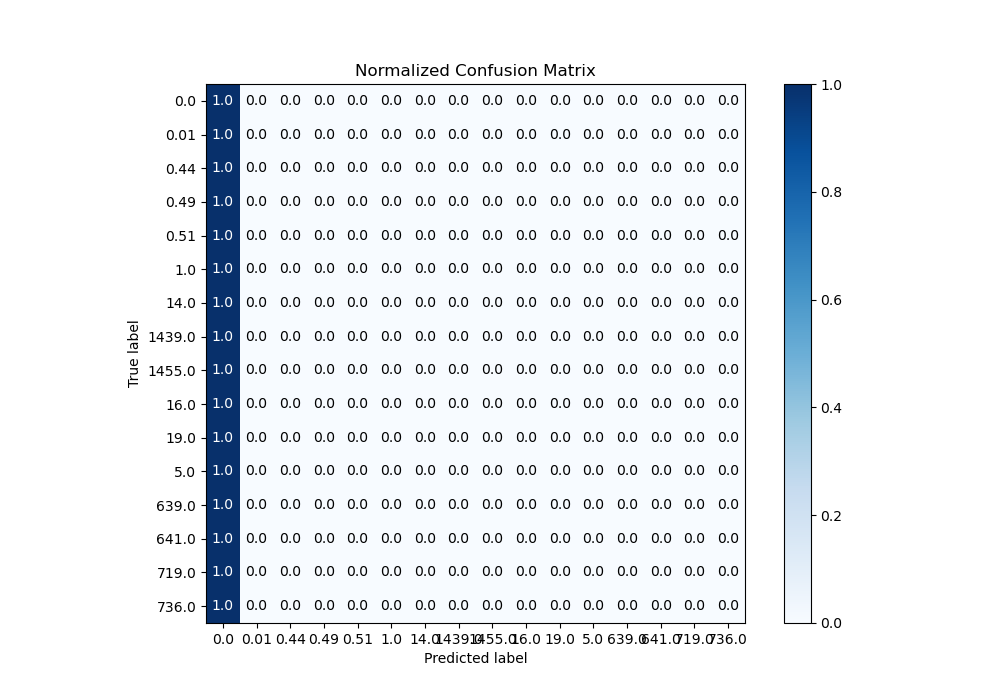 Normalized Confusion Matrix
0.0 1.0 0.0 0.0 0.0 0.0 0.0 0.0 0.0 0.0 0.0 0.0 0.0 0.0 0.0 0.0 0.0
0.01 1.0 0.0 0.0 0.0 0.0 0.0 0.0 0.0 0.0 0.0 0.0 0.0 0.0 0.0 0.0 0.0
0.44 1.0 0.0 0.0 0.0 0.0 0.0 0.0 0.0 0.0 0.0 0.0 0.0 0.0 0.0 0.0 0.0
0.49 1.0 0.0 0.0 0.0 0.0 0.0 0.0 0.0 0.0 0.0 0.0 0.0 0.0 0.0 0.0 0.0
0.51 1.0 0.0 0.0 0.0 0.0 0.0 0.0 0.0 0.0 0.0 0.0 0.0 0.0 0.0 0.0 0.0
1.0 1.0 0.0 0.0 0.0 0.0 0.0 0.0 0.0 0.0 0.0 0.0 0.0 0.0 0.0 0.0 0.0
14.0 1.0 0.0 0.0 0.0 0.0 0.0 0.0 0.0 0.0 0.0 0.0 0.0 0.0 0.0 0.0 0.0
1439.0 1.0 0.0 0.0 0.0 0.0 0.0 0.0 0.0 0.0 0.0 0.0 0.0 0.0 0.0 0.0 0.0
1455.0 1.0 0.0 0.0 0.0 0.0 0.0 0.0 0.0 0.0 0.0 0.0 0.0 0.0 0.0 0.0 0.0
16.0 1.0 0.0 0.0 0.0 0.0 0.0 0.0 0.0 0.0 0.0 0.0 0.0 0.0 0.0 0.0 0.0
19.0 1.0 0.0 0.0 0.0 0.0 0.0 0.0 0.0 0.0 0.0 0.0 0.0 0.0 0.0 0.0 0.0
5.0 1.0 0.0 0.0 0.0 0.0 0.0 0.0 0.0 0.0 0.0 0.0 0.0 0.0 0.0 0.0 0.0
639.0 1.0 0.0 0.0 0.0 0.0 0.0 0.0 0.0 0.0 0.0 0.0 0.0 0.0 0.0 0.0 0.0
641.0 1.0 0.0 0.0 0.0 0.0 0.0 0.0 0.0 0.0 0.0 0.0 0.0 0.0 0.0 0.0 0.0
719.0 1.0 0.0 0.0 0.0 0.0 0.0 0.0 0.0 0.0 0.0 0.0 0.0 0.0 0.0 0.0 0.0
736.0 1.0 0.0 0.0 0.0 0.0 0.0 0.0 0.0 0.0 0.0 0.0 0.0 0.0 0.0 0.0 0.0
0.0 0.01 0.44 0.49 0.51 1.0 14.0 1439.0 1455.0 16.0 19.0 5.0 639.0 641.0 719.0 736.0
Predicted label
True label
1.0
0.8
0.6
0.4
0.2
0.0